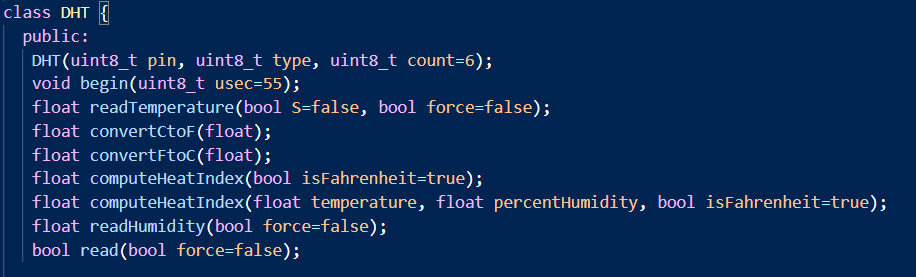 class DHT {
public:
DHT(uint8_t pin, uint8_t type, uint8_t count=6);
void begin(uint8_t usec=55);
float readTemperature(bool S=false, bool force=false);
float convertCtoF(float);
float convertFtoC(float);
float computeHeatIndex(bool isFahrenheit=true);
float computeHeatIndex(float temperature, float percentHumidity, bool isFahrenheit=true);
float readHumidity(bool force=false);
bool read(bool force=false);